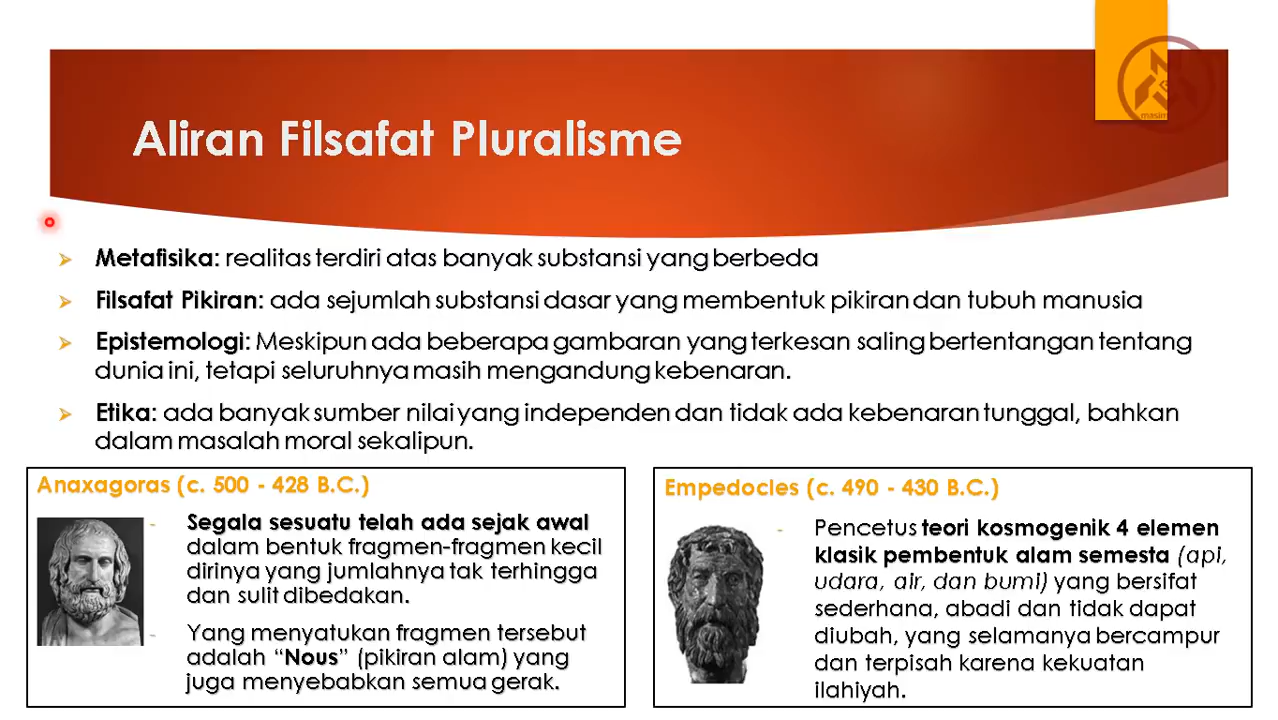 Aliran Filsafat Pluralisme
masim
Metafisika: realitas terdiri atas banyak substansi yang berbeda
Filsafat Pikiran: ada sejumlah substansi dasar yang membentuk pikiran dan tubuh manusia
Epistemologi: Meskipun ada beberapa gambaran yang terkesan saling bertentangan tentang
dunia ini, tetapi seluruhnya masih mengandung kebenaran.
Etika: ada banyak sumber nilai yang independen dan tidak ada kebenaran tunggal, bahkan
dalam masalah moral sekalipun.
Anaxagoras (c. 500 - 428 B.C.)
- Segala sesuatu telah ada sejak awal
dalam bentuk fragmen-fragmen kecil
dirinya yang jumlahnya tak terhingga
dan sulit dibedakan.
- Yang menyatukan fragmen tersebut
adalah “Nous” (pikiran alam) yang
juga menyebabkan semua gerak.
Empedocles (c. 490 - 430 B.C.)
- Pencetus teori kosmogenik 4 elemen
klasik pembentuk alam semesta (api,
udara, air, dan bumi) yang bersifat
sederhana, abadi dan tidak dapat
diubah, yang selamanya bercampur
dan terpisah karena kekuatan
ilahiyah.